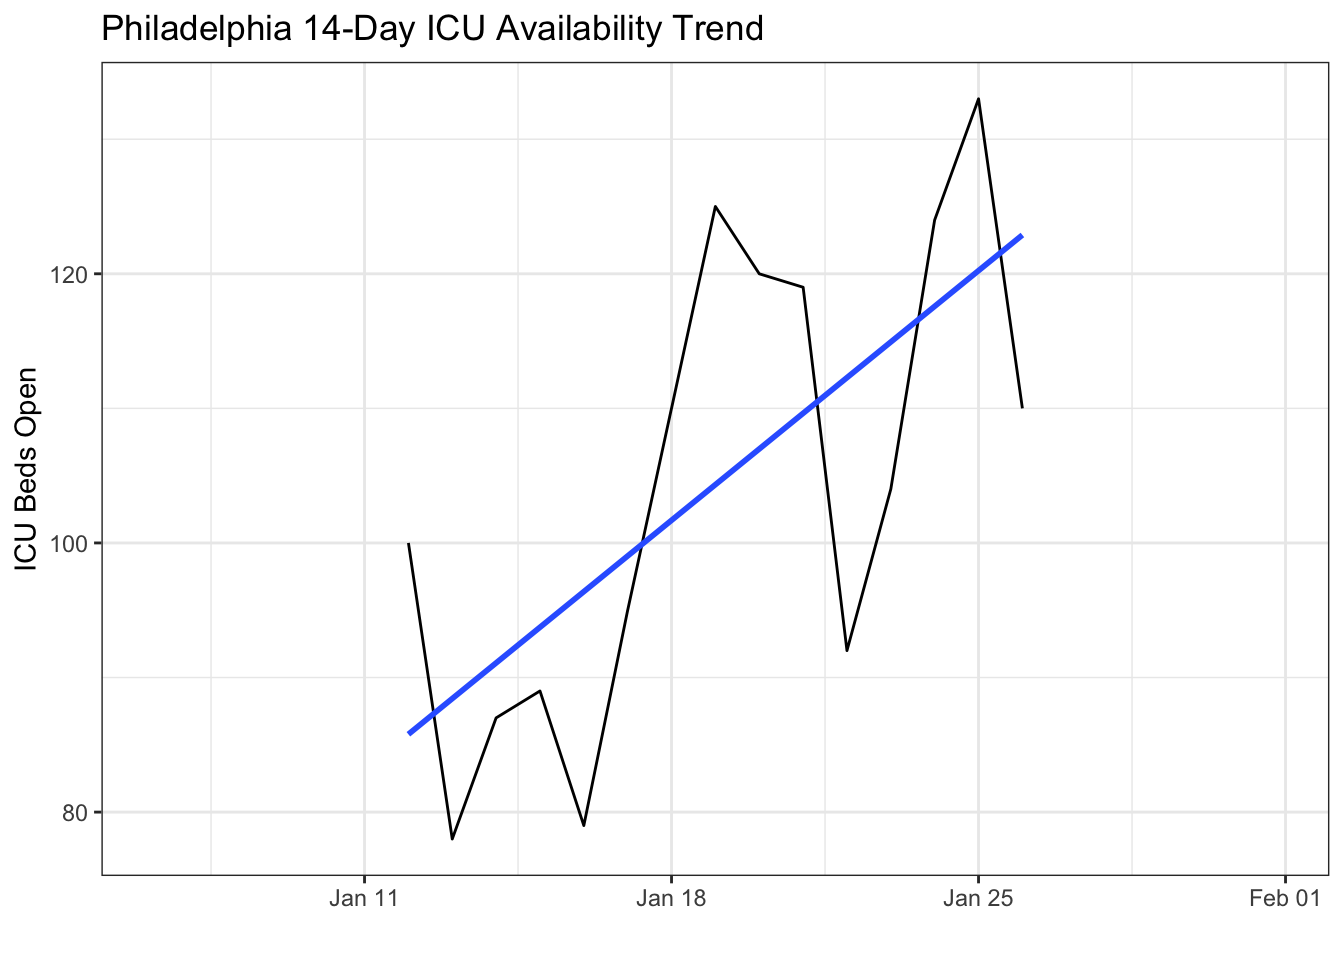 Philadelphia 14-Day ICU Availability Trend
ICU Beds Open
120
100
80
Jan 11
Jan 18
Jan 25
Feb 01